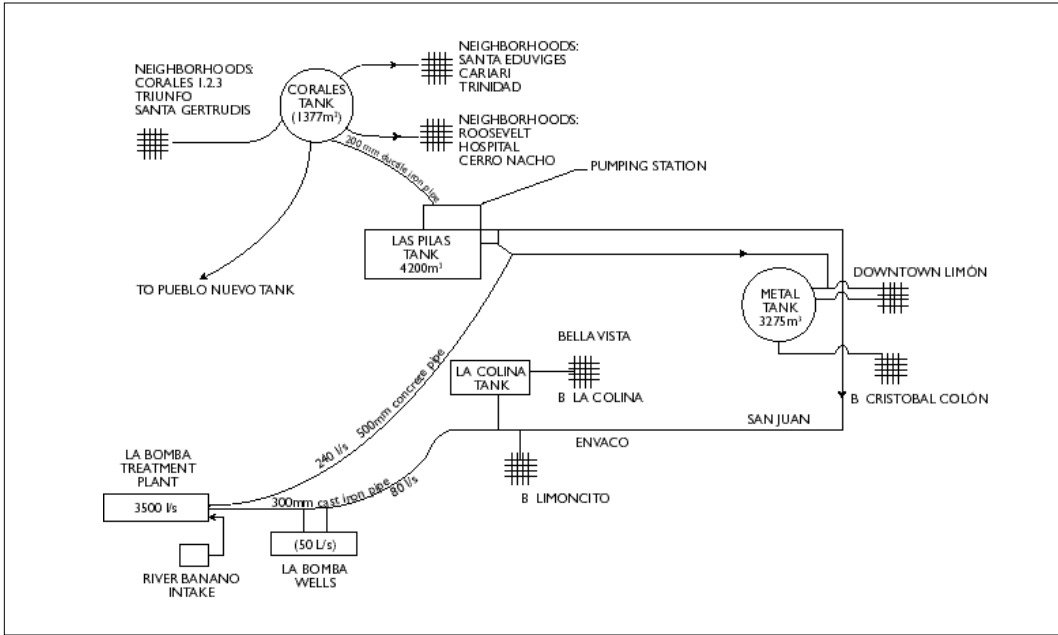 NEIGHBORHOODS:
SANTA EDUVIGES
CARIARI
TRINIDAD
NEIGHBORHOODS:
CORALES 1.2.3
TRIUNFO
SANTA GERTRUDIS
CORALES
TANK
(1377m³)
NEIGHBORHOODS:
ROOSEVELT
HOSPITAL
CERRO NACHO
200 mm ductile iron pipe
PUMPING STATION
LAS PILAS
TANK
4200m³
TO PUEBLO NUEVO TANK
DOWNTOWN LIMÓN
METAL
TANK
3275m³
BELLAVISTA
LA COLINA
TANK
B LA COLINA
B CRISTOBAL COLÓN
SAN JUAN
ENVACO
240 l/s 500mm concrete pipe
LA BOMBA
TREATMENT
PLANT
3500 l/s
300mm cast iron pipe
80 l/s
B LIMONCITO
(50 L/s)
LA BOMBA
WELLS
RIVER BANANO
INTAKE